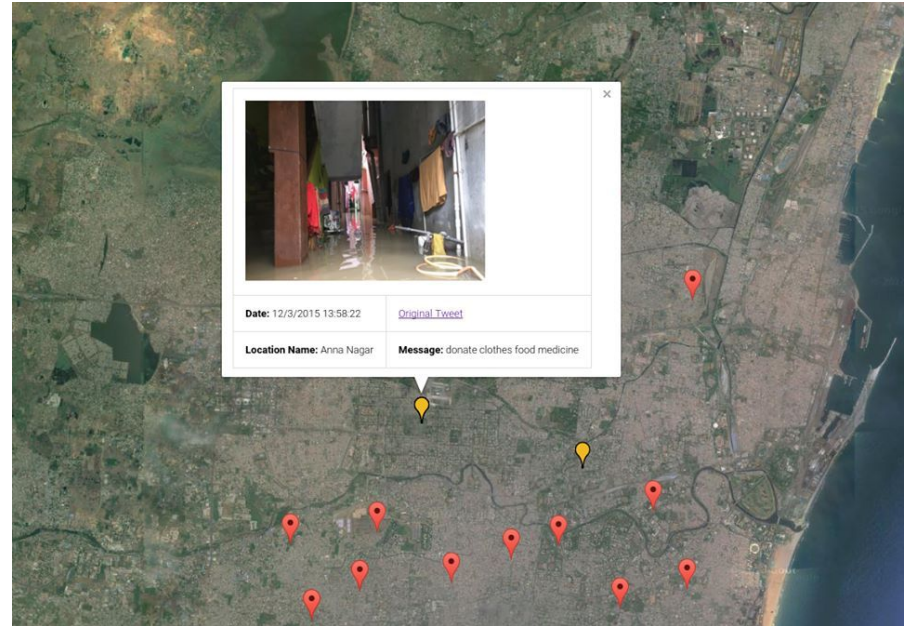 ×
Date: 12/3/2015 13:58:22
Original Tweet
Location Name: Anna Nagar
Message: donate clothes food medicine